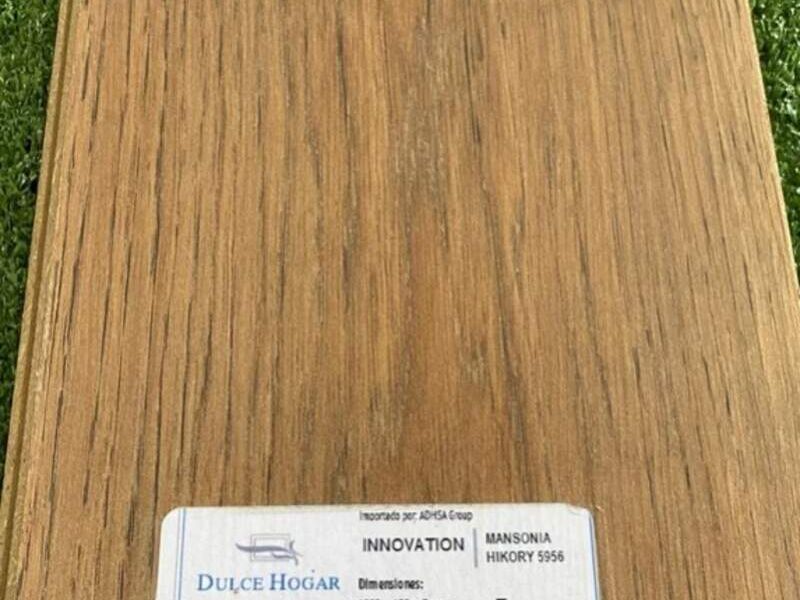 Importado por: ADHSA Group
INNOVATION
MANSONIA
HIKORY 5956
DULCE HOGAR
Dimensiones: